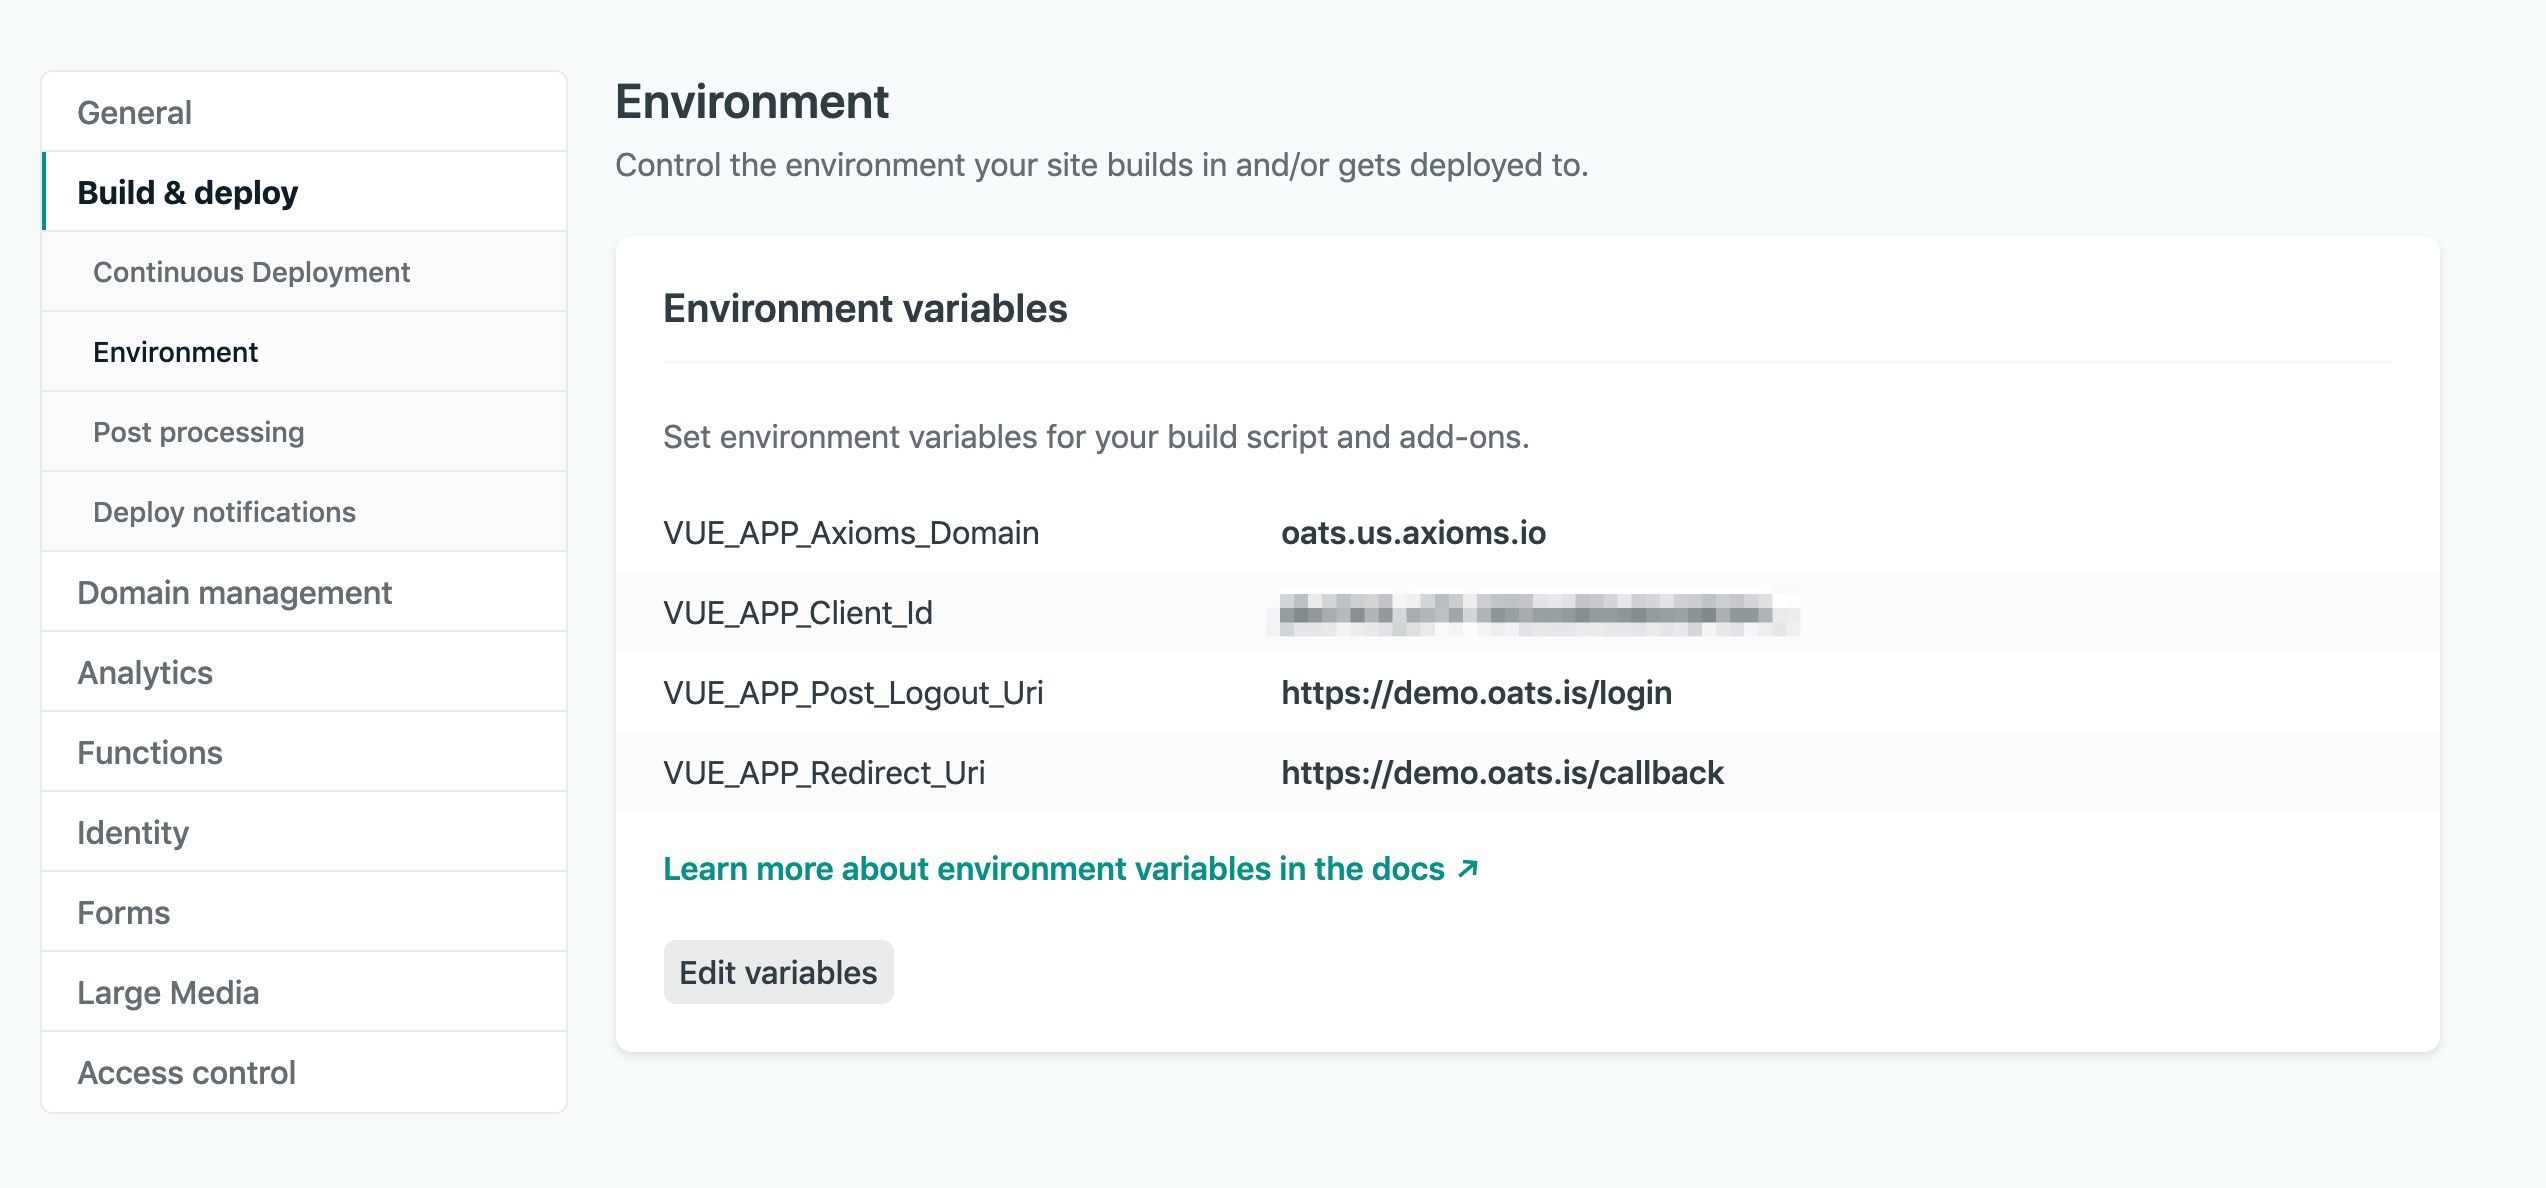 General
Build & deploy
Continuous Deployment
Environment
Post processing
Deploy notifications
Domain management
Analytics
Functions
Identity
Forms
Large Media
Access control
Environment
Control the environment your site builds in and/or gets deployed to.
Environment variables
Set environment variables for your build script and add-ons.
VUE_APP_Axioms_Domain oats.us.axioms.io
VUE_APP_Client_Id
VUE_APP_Post_Logout_Uri https://demo.oats.is/login
VUE_APP_Redirect_Uri https://demo.oats.is/callback
Learn more about environment variables in the docs ↗
Edit variables